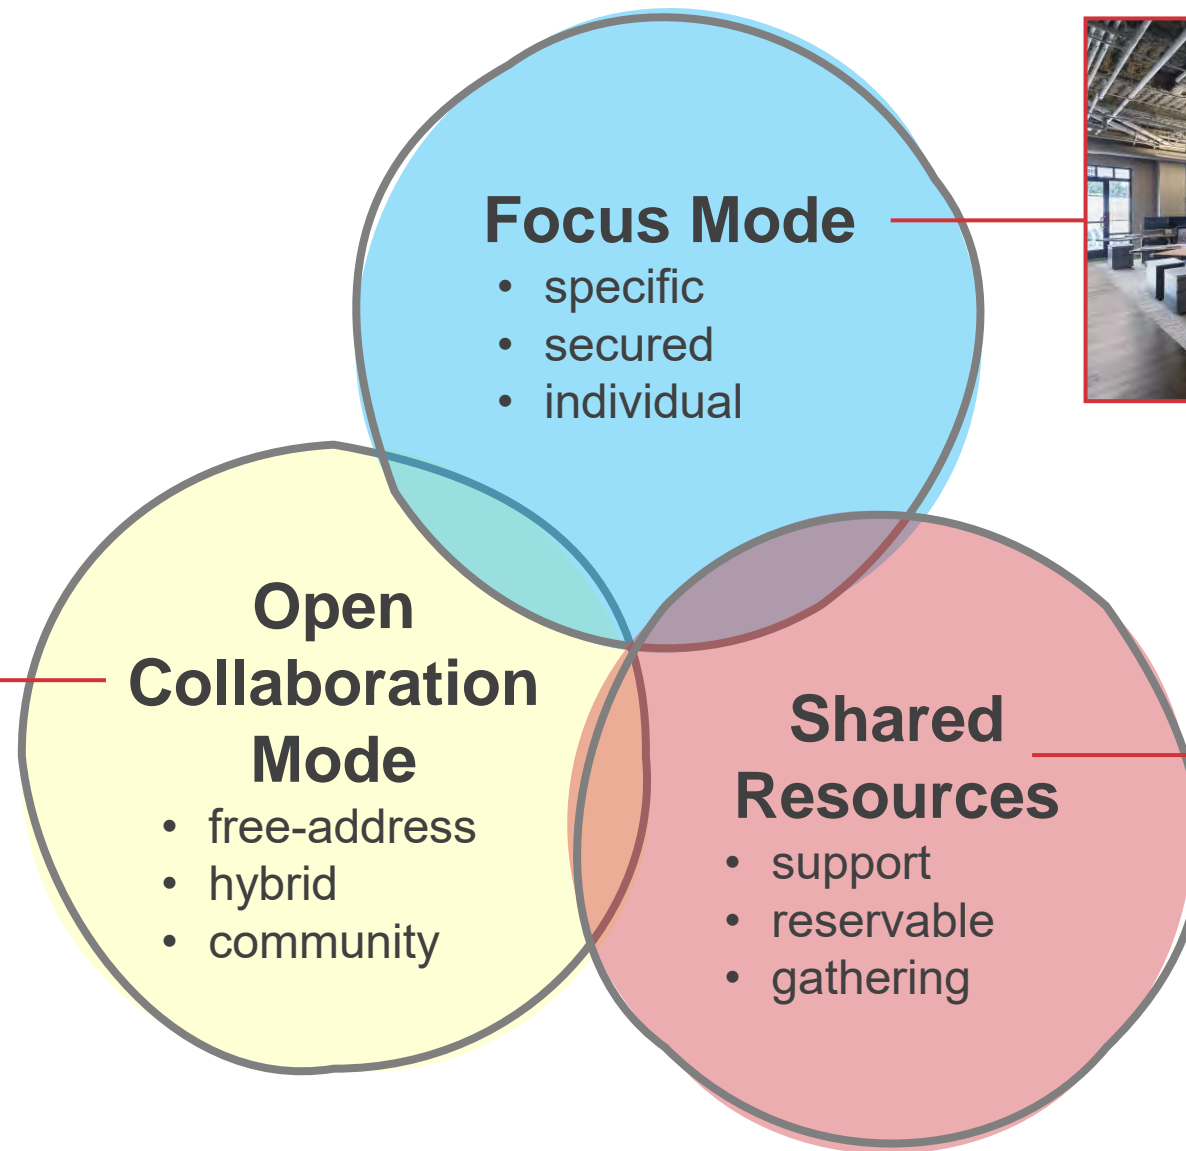 Focus Mode
• specific
• secured
• individual
Open
Collaboration
Mode
• free-address
• hybrid
• community
Shared
Resources
• support
• reservable
• gathering